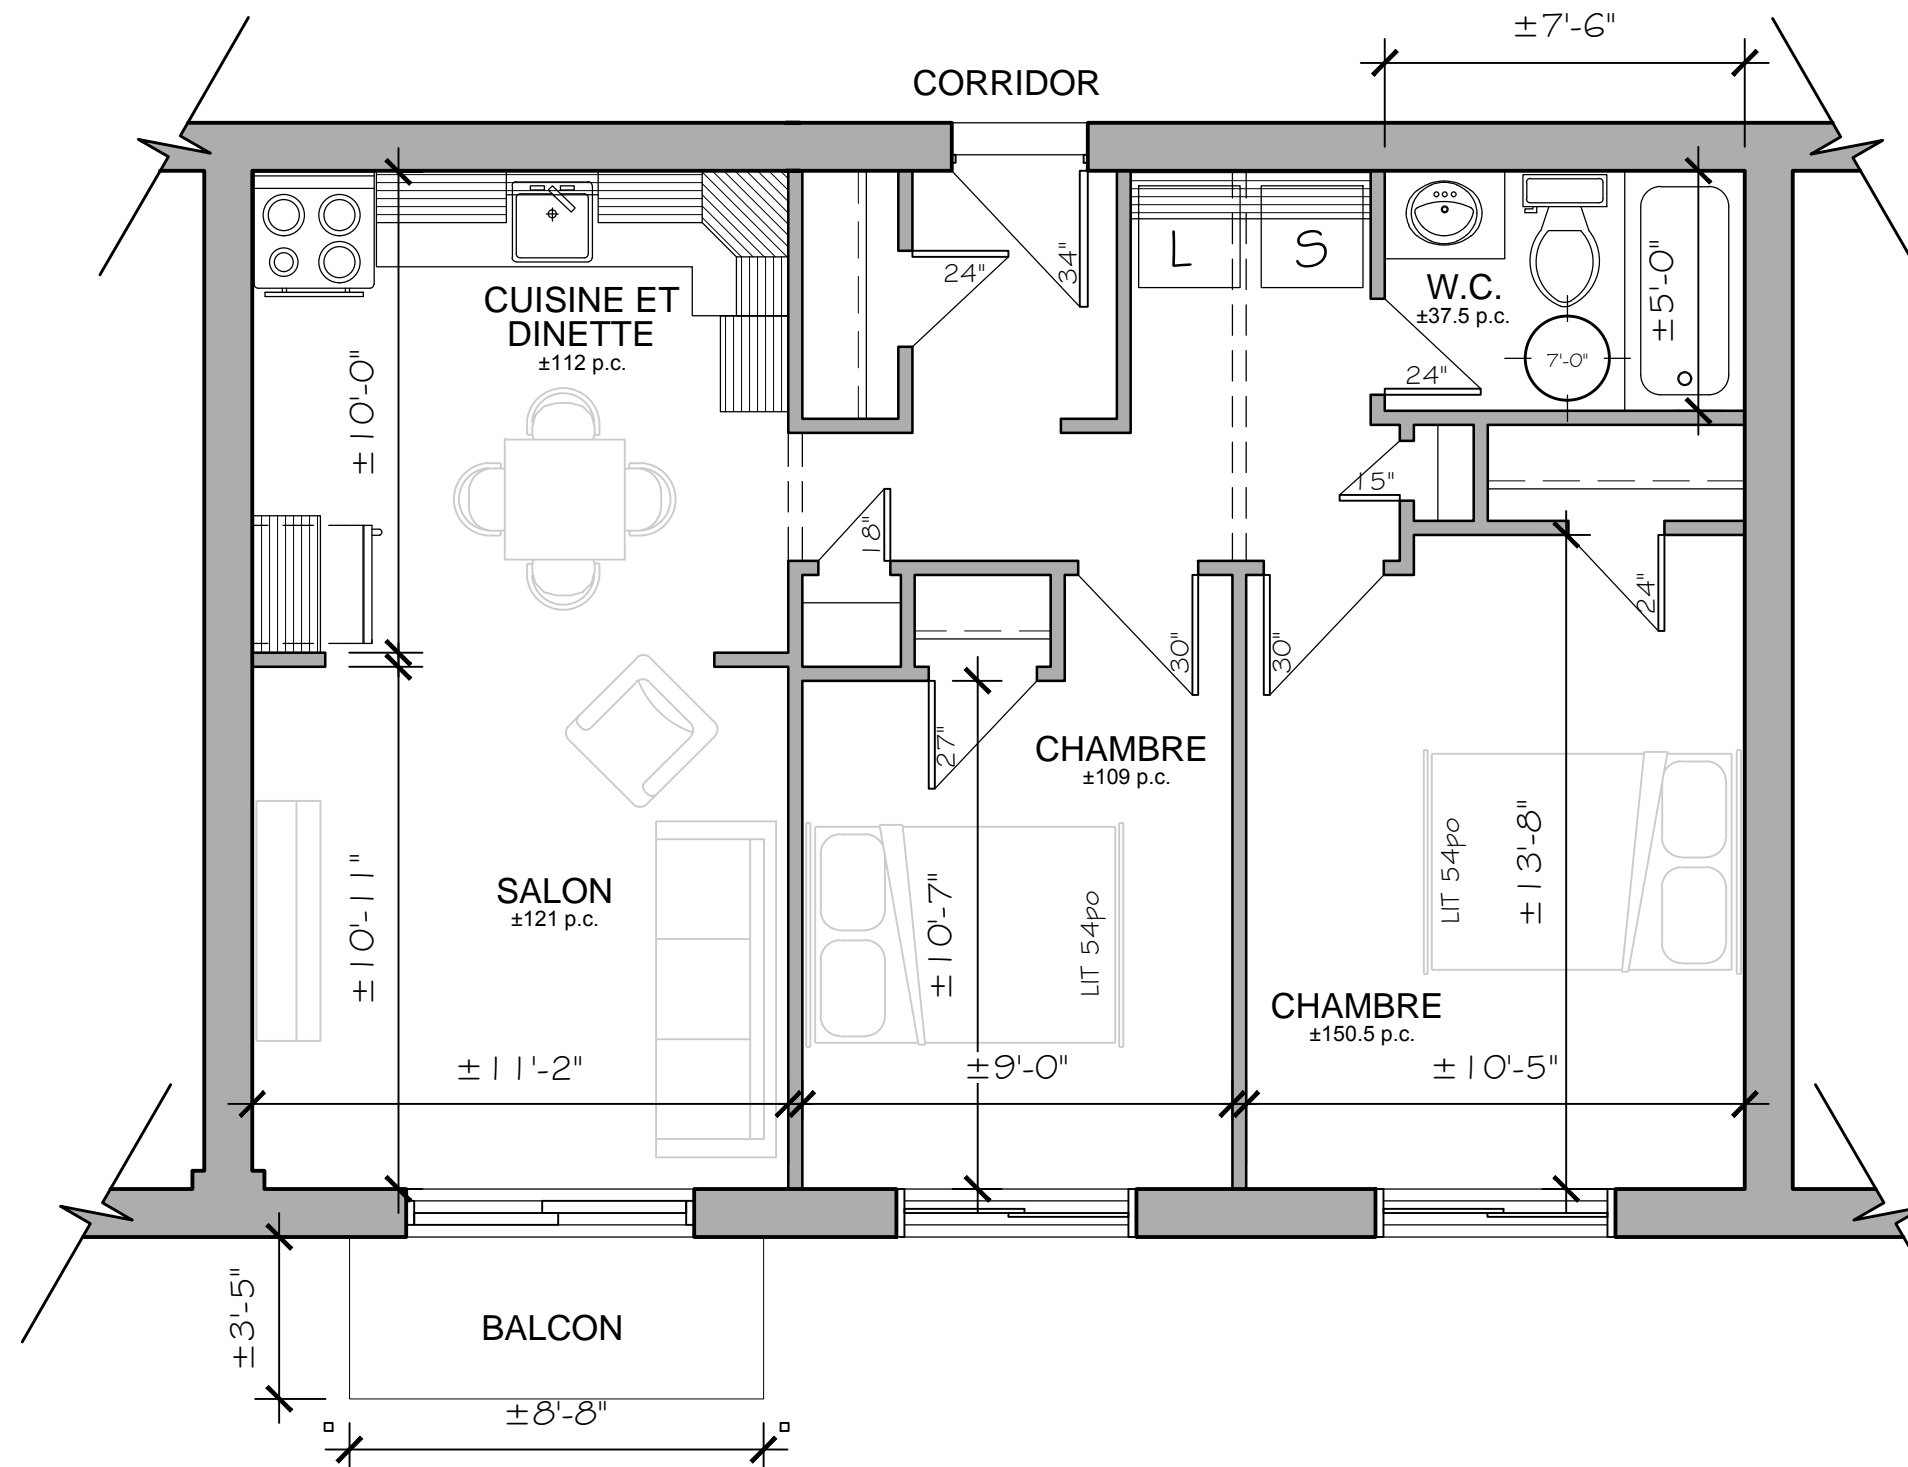 ±7'-6"
CORRIDOR
24"
34"
L
S
W.C.
±37.5 p.c.
±5'-0"
7'-0"
24"
CUISINE ET
DINETTE
±112 p.c.
±10'-0"
15"
18"
24"
30"
30"
27"
CHAMBRE
±109 p.c.
SALON
±121 p.c.
±10'-11"
±10'-7"
LIT 54po
LIT 54po
±13'-8"
CHAMBRE
±150.5 p.c.
±11'-2"
±9'-0"
±10'-5"
±3'-5"
BALCON
±8'-8"